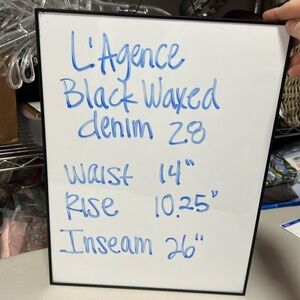 L'Agence
Black Waxed
denim 28
Waist 14"
Rise 10.25"
Inseam 26"